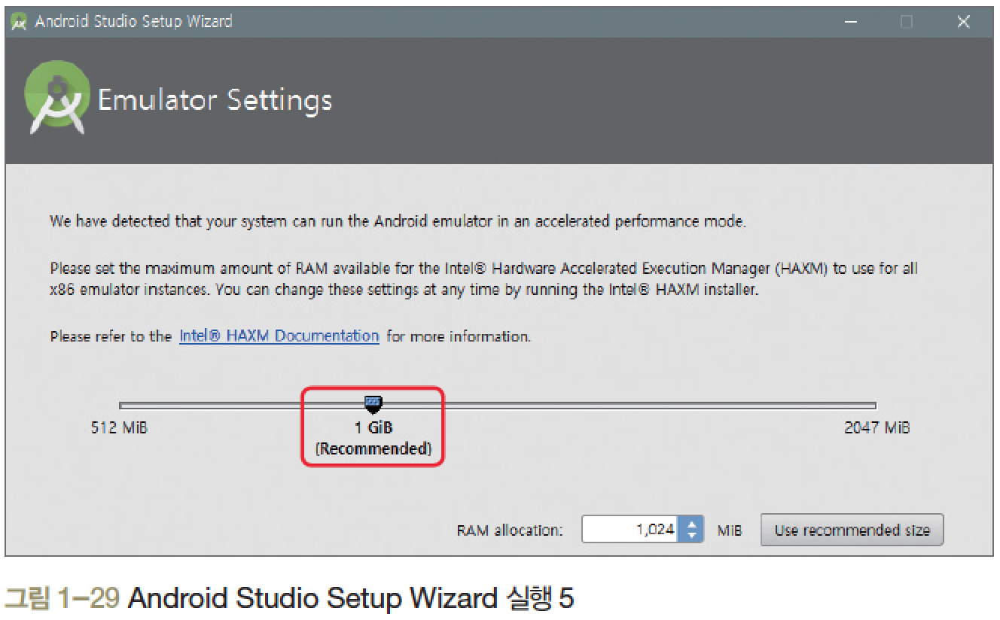 Android Studio Setup Wizard
Emulator Settings
We have detected that your system can run the Android emulator in an accelerated performance mode.
Please set the maximum amount of RAM available for the Intel® Hardware Accelerated Execution Manager (HAXM) to use for all
x86 emulator instances. You can change these settings at any time by running the Intel® HAXM installer.
Please refer to the Intel® HAXM Documentation for more information.
512 MiB 1 GiB 2047 MiB
(Recommended)
RAM allocation: 1,024 MiB Use recommended size
그림 1-29 Android Studio Setup Wizard 실행 5